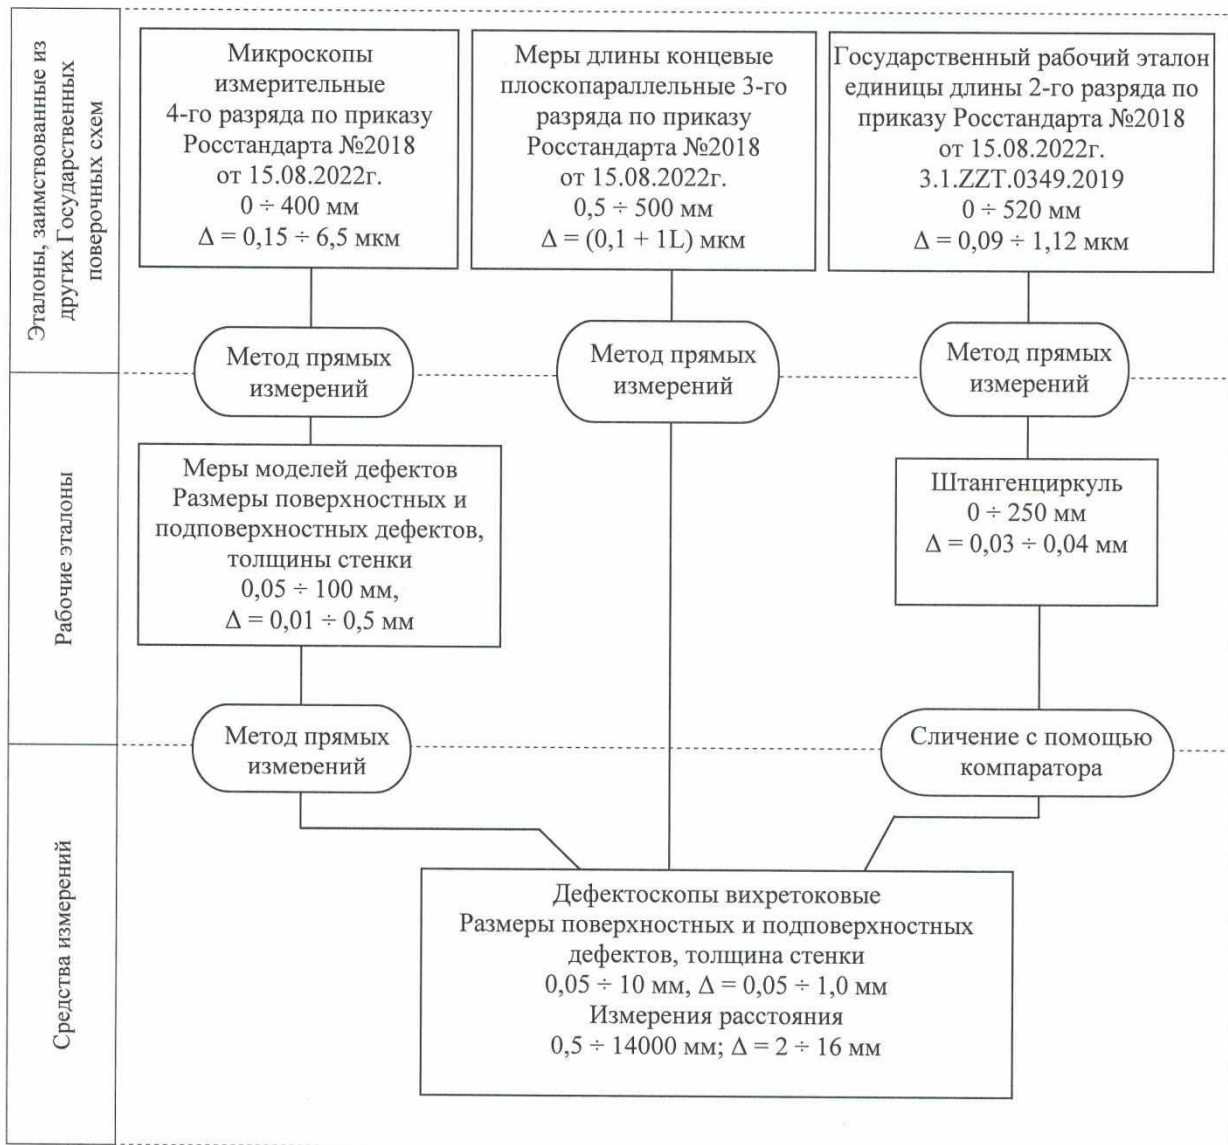 Эталоны, заимствованные из
других Государственных
поверочных схем
Микроскопы
измерительные
4-го разряда по приказу
Росстандарта №2018
от 15.08.2022г.
0 ÷ 400 мм
Δ = 0,15 ÷ 6,5 мкм
Меры длины концевые
плоскопараллельные 3-го
разряда по приказу
Росстандарта №2018
от 15.08.2022г.
0,5 ÷ 500 мм
Δ = (0,1 + 1L) мкм
Государственный рабочий эталон
единицы длины 2-го разряда по
приказу Росстандарта №2018
от 15.08.2022г.
3.1.ZZT.0349.2019
0 ÷ 520 мм
Δ = 0,09 ÷ 1,12 мкм
Метод прямых
измерений
Метод прямых
измерений
Метод прямых
измерений
Рабочие эталоны
Меры моделей дефектов
Размеры поверхностных и
подповерхностных дефектов,
толщины стенки
0,05 ÷ 100 мм,
Δ = 0,01 ÷ 0,5 мм
Штангенциркуль
0 ÷ 250 мм
Δ = 0,03 ÷ 0,04 мм
Метод прямых
измерений
Сличение с помощью
компаратора
Средства измерений
Дефектоскопы вихретоковые
Размеры поверхностных и подповерхностных
дефектов, толщина стенки
0,05 ÷ 10 мм, Δ = 0,05 ÷ 1,0 мм
Измерения расстояния
0,5 ÷ 14000 мм; Δ = 2 ÷ 16 мм